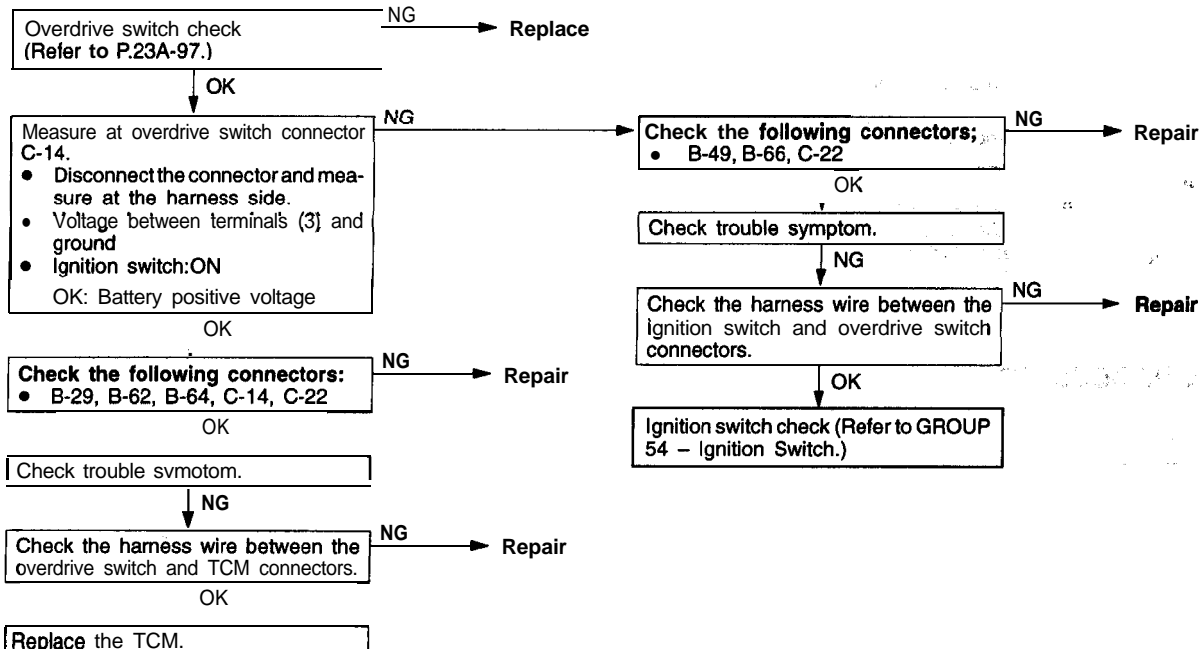 Overdrive switch check
(Refer to P.23A-97.)
NG
Replace
OK
Measure at overdrive switch connector
C-14.
● Disconnect the connector and mea-
sure at the harness side.
● Voltage between terminals (3) and
ground
● Ignition switch:ON
OK: Battery positive voltage
NG
OK
Check the following connectors:
● B-29, B-62, B-64, C-14, C-22
NG
Repair
OK
Check trouble svmotom.
NG
Check the harness wire between the
overdrive switch and TCM connectors.
NG
Repair
OK
Replace the TCM.
Check the following connectors;
● B-49, B-66, C-22
NG
Repair
OK
Check trouble symptom.
NG
Check the harness wire between the
ignition switch and overdrive switch
connectors.
NG
Repair
OK
Ignition switch check (Refer to GROUP
54 – Ignition Switch.)